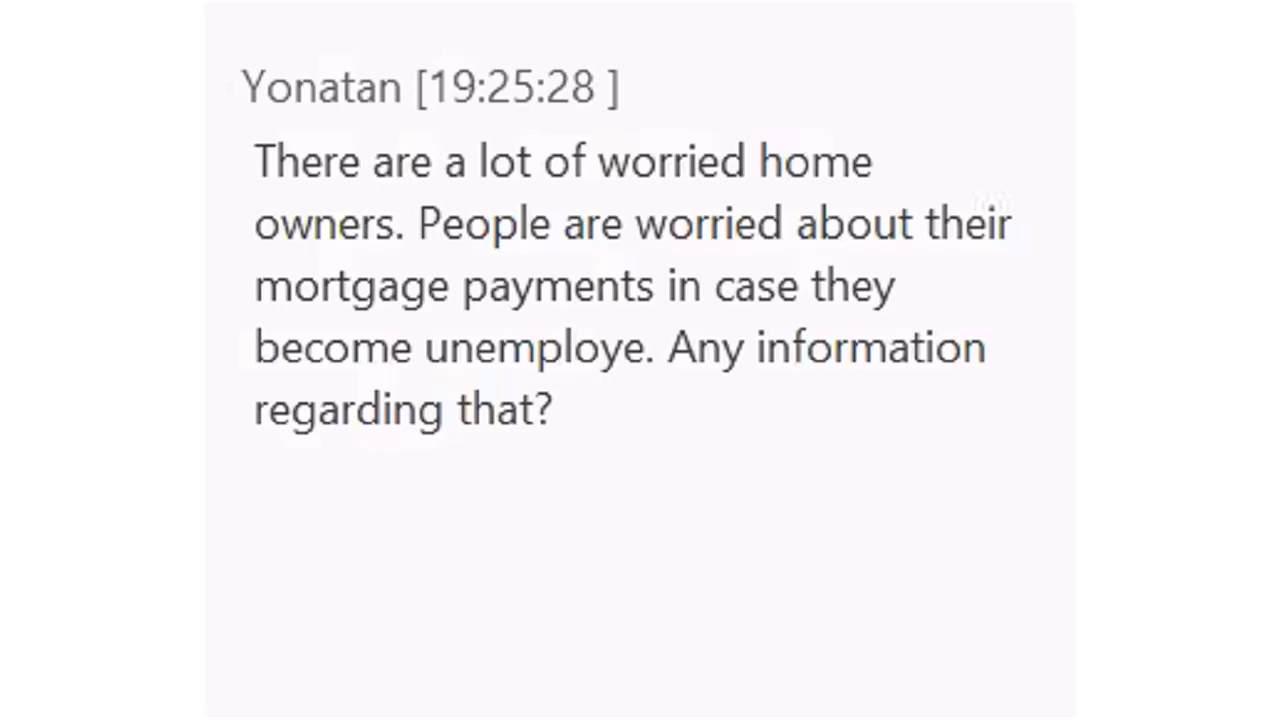 Yonatan [19:25:28 ]
There are a lot of worried home
owners. People are worried about their
mortgage payments in case they
become unemploye. Any information
regarding that?